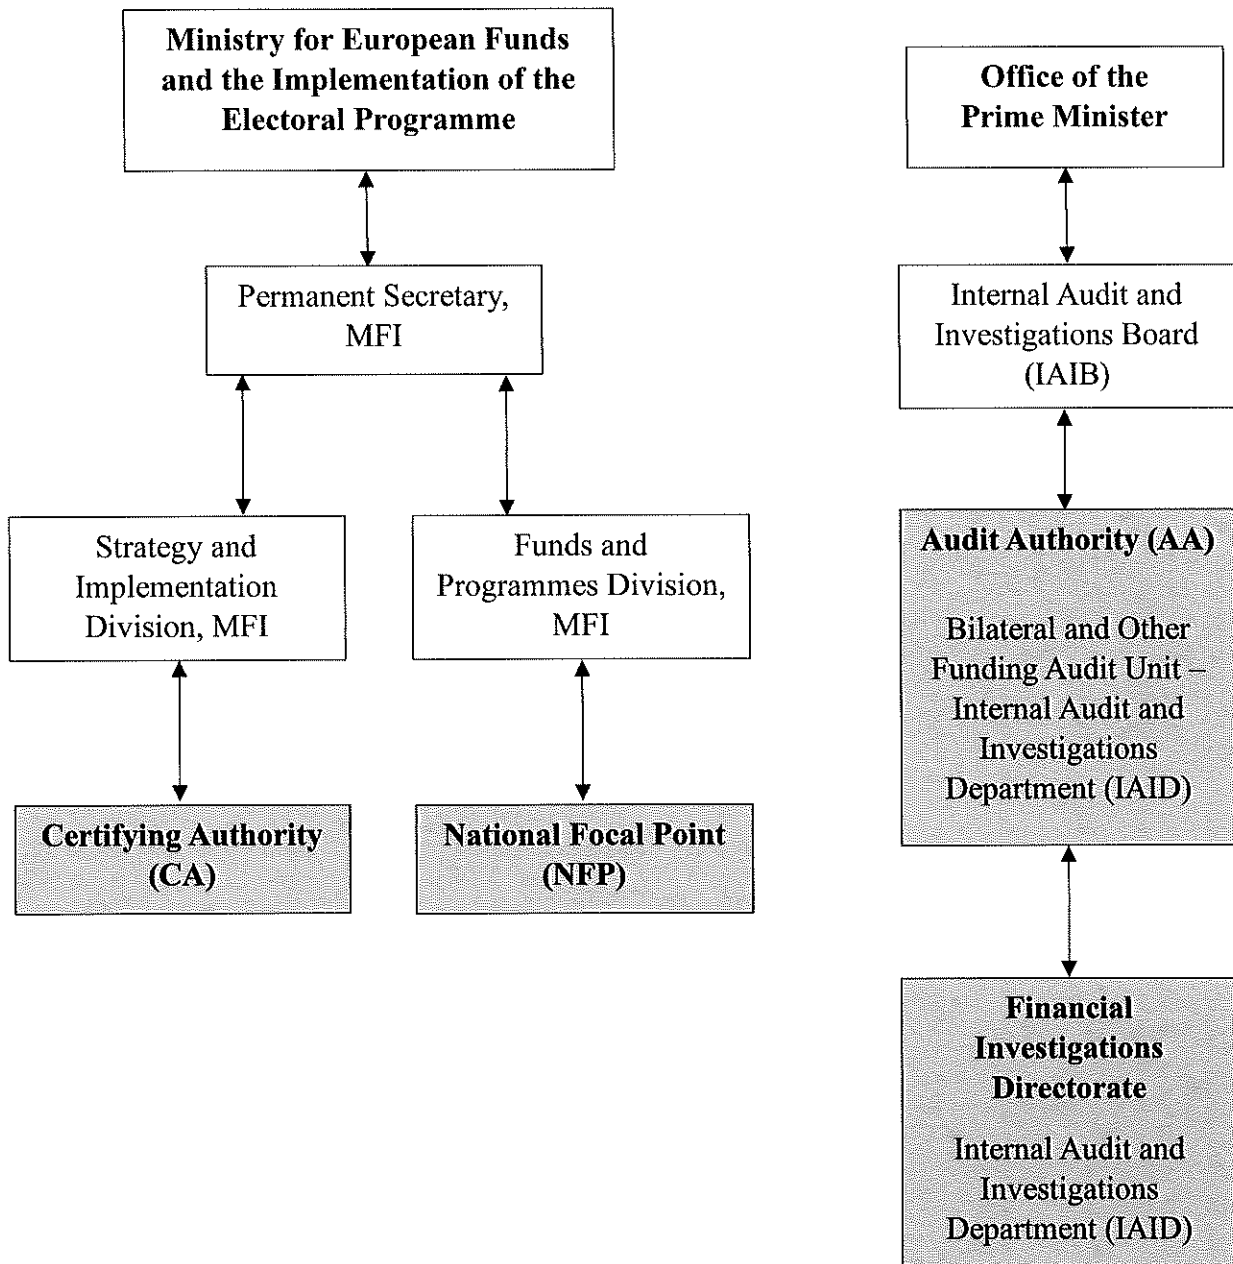 Ministry for European Funds
and the Implementation of the
Electoral Programme
Permanent Secretary,
MFI
Strategy and
Implementation
Division, MFI
Funds and
Programmes Division,
MFI
Certifying Authority
(CA)
National Focal Point
(NFP)
Office of the
Prime Minister
Internal Audit and
Investigations Board
(IAIB)
Audit Authority (AA)
Bilateral and Other
Funding Audit Unit –
Internal Audit and
Investigations
Department (IAID)
Financial
Investigations
Directorate
Internal Audit and
Investigations
Department (IAID)